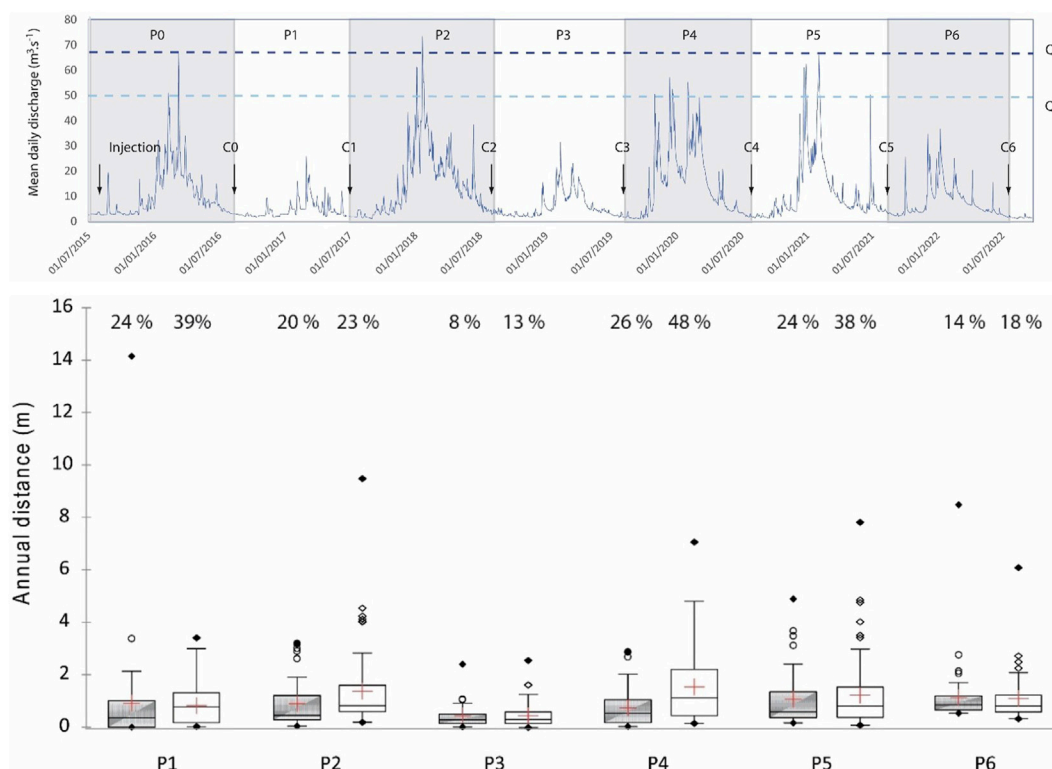 P0 P1 P2 P3 P4 P5 P6
Mean daily discharge (m³.s⁻¹)
80
70
60
50
40
30
20
10
0
Q
Q
Injection C0 C1 C2 C3 C4 C5 C6
01/07/2015 01/01/2016 01/07/2016 01/01/2017 01/07/2017 01/01/2018 01/07/2018 01/01/2019 01/07/2019 01/01/2020 01/07/2020 01/01/2021 01/07/2021 01/01/2022 01/07/2022
Annual distance (m)
16
14
12
10
8
6
4
2
0
24 % 39% 20 % 23 % 8 % 13 % 26 % 48 % 24 % 38 % 14 % 18 %
P1 P2 P3 P4 P5 P6